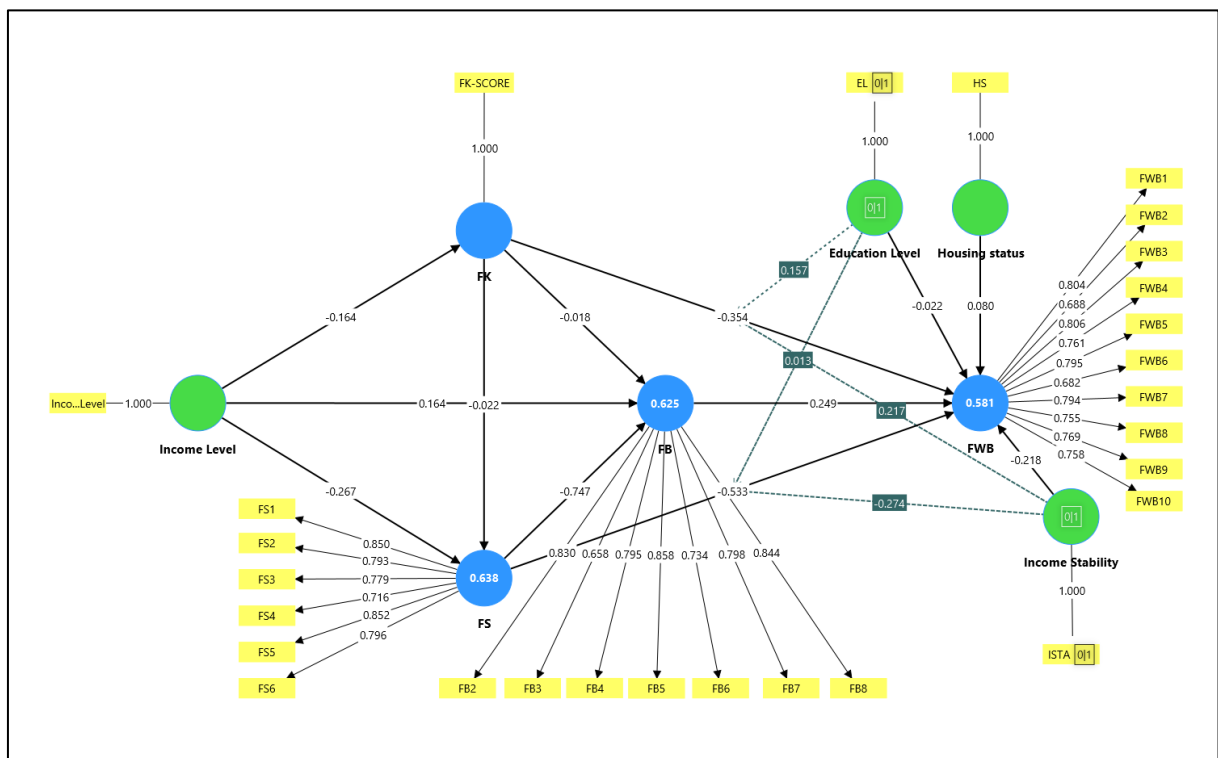 FK-SCORE
EL 0|1
HS
1.000
1.000
1.000
FWB1
FWB2
FWB3
FWB4
FWB5
FWB6
FWB7
FWB8
FWB9
FWB10
0|1
Education Level
Housing status
FK
0.157
0.804
0.688
0.806
0.761
0.795
0.682
0.794
0.755
0.769
0.758
-0.164
-0.018
-0.354
-0.022
0.080
0.013
Inco...Level
1.000
Income Level
0.164
-0.022
0.625
FB
0.249
0.217
0.581
FWB
-0.218
-0.267
-0.747
-0.533
-0.274
0|1
Income Stability
1.000
ISTA 0|1
FS1
FS2
FS3
FS4
FS5
FS6
0.850
0.793
0.779
0.716
0.852
0.796
0.638
FS
0.830
0.658
0.795
0.858
0.734
0.798
0.844
FB2
FB3
FB4
FB5
FB6
FB7
FB8